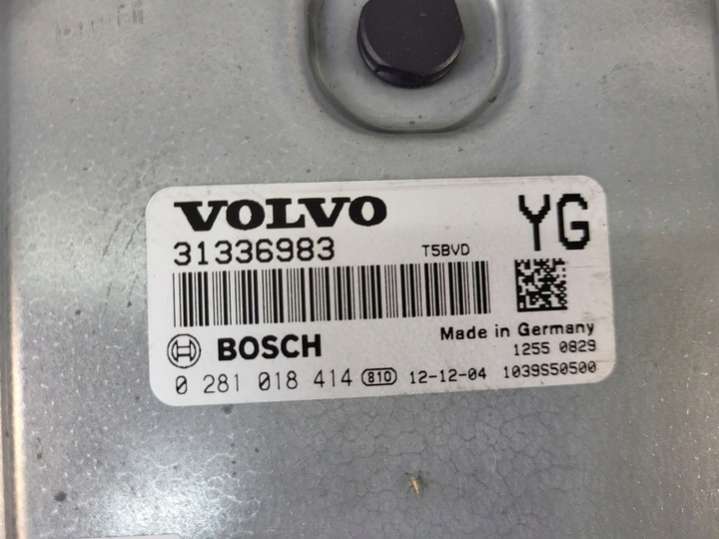 VOLVO
YG
31336983 T5BVD
BOSCH
Made in Germany
1255 0829
0 281 018 414 810 12-12-04 1039S50500